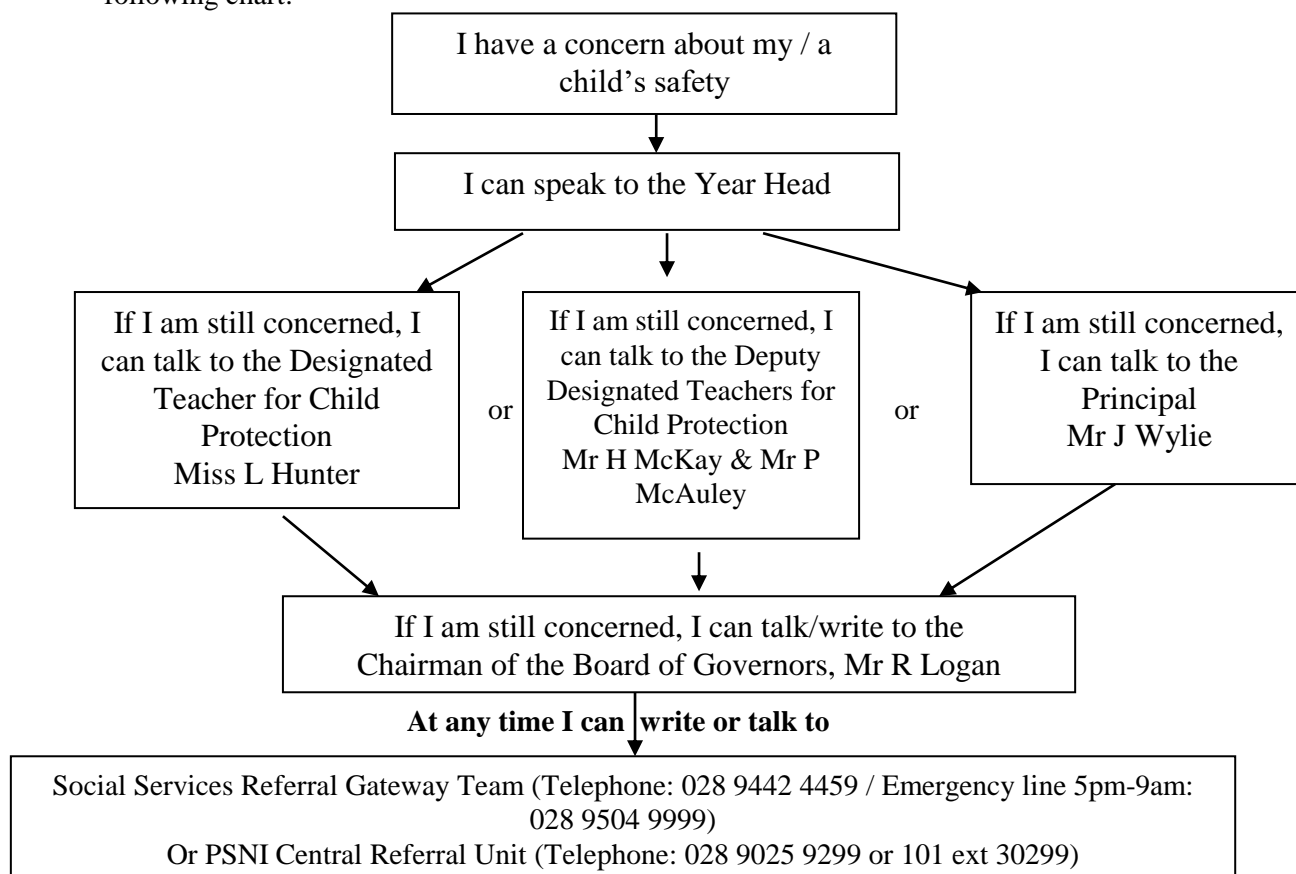 following chart:
I have a concern about my / a
child’s safety
I can speak to the Year Head
If I am still concerned, I
can talk to the Designated
Teacher for Child
Protection
Miss L Hunter
or
If I am still concerned, I
can talk to the Deputy
Designated Teachers for
Child Protection
Mr H McKay & Mr P
McAuley
or
If I am still concerned,
I can talk to the
Principal
Mr J Wylie
If I am still concerned, I can talk/write to the
Chairman of the Board of Governors, Mr R Logan
At any time I can write or talk to
Social Services Referral Gateway Team (Telephone: 028 9442 4459 / Emergency line 5pm-9am:
028 9504 9999)
Or PSNI Central Referral Unit (Telephone: 028 9025 9299 or 101 ext 30299)